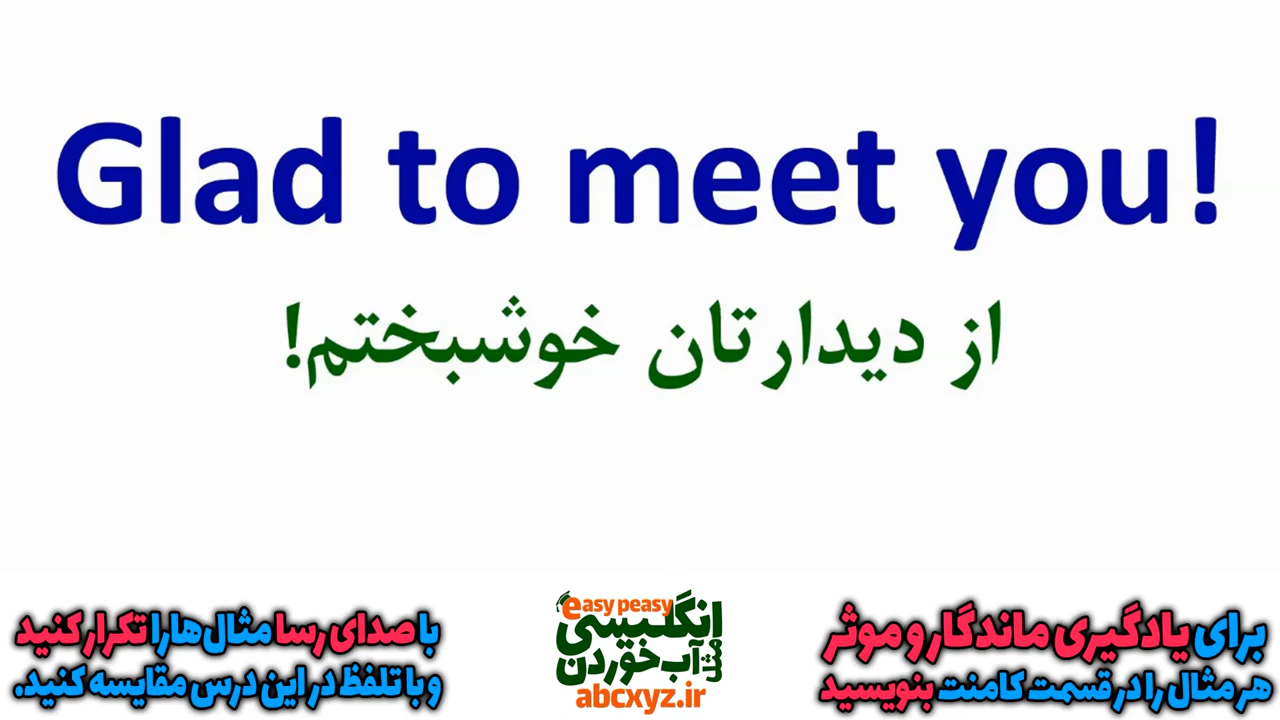 Glad to meet you!
از دیدارتان خوشبختم!
برای یادگیری ماندگار و موثر
هر مثال را در قسمت کامنت بنویسید
easy peasy
انگلیسی
مثل آب خوردن
abcxyz.ir
با صدای رسا مثال‌ها را تکرار کنید
و با تلفظ در این درس مقایسه کنید.